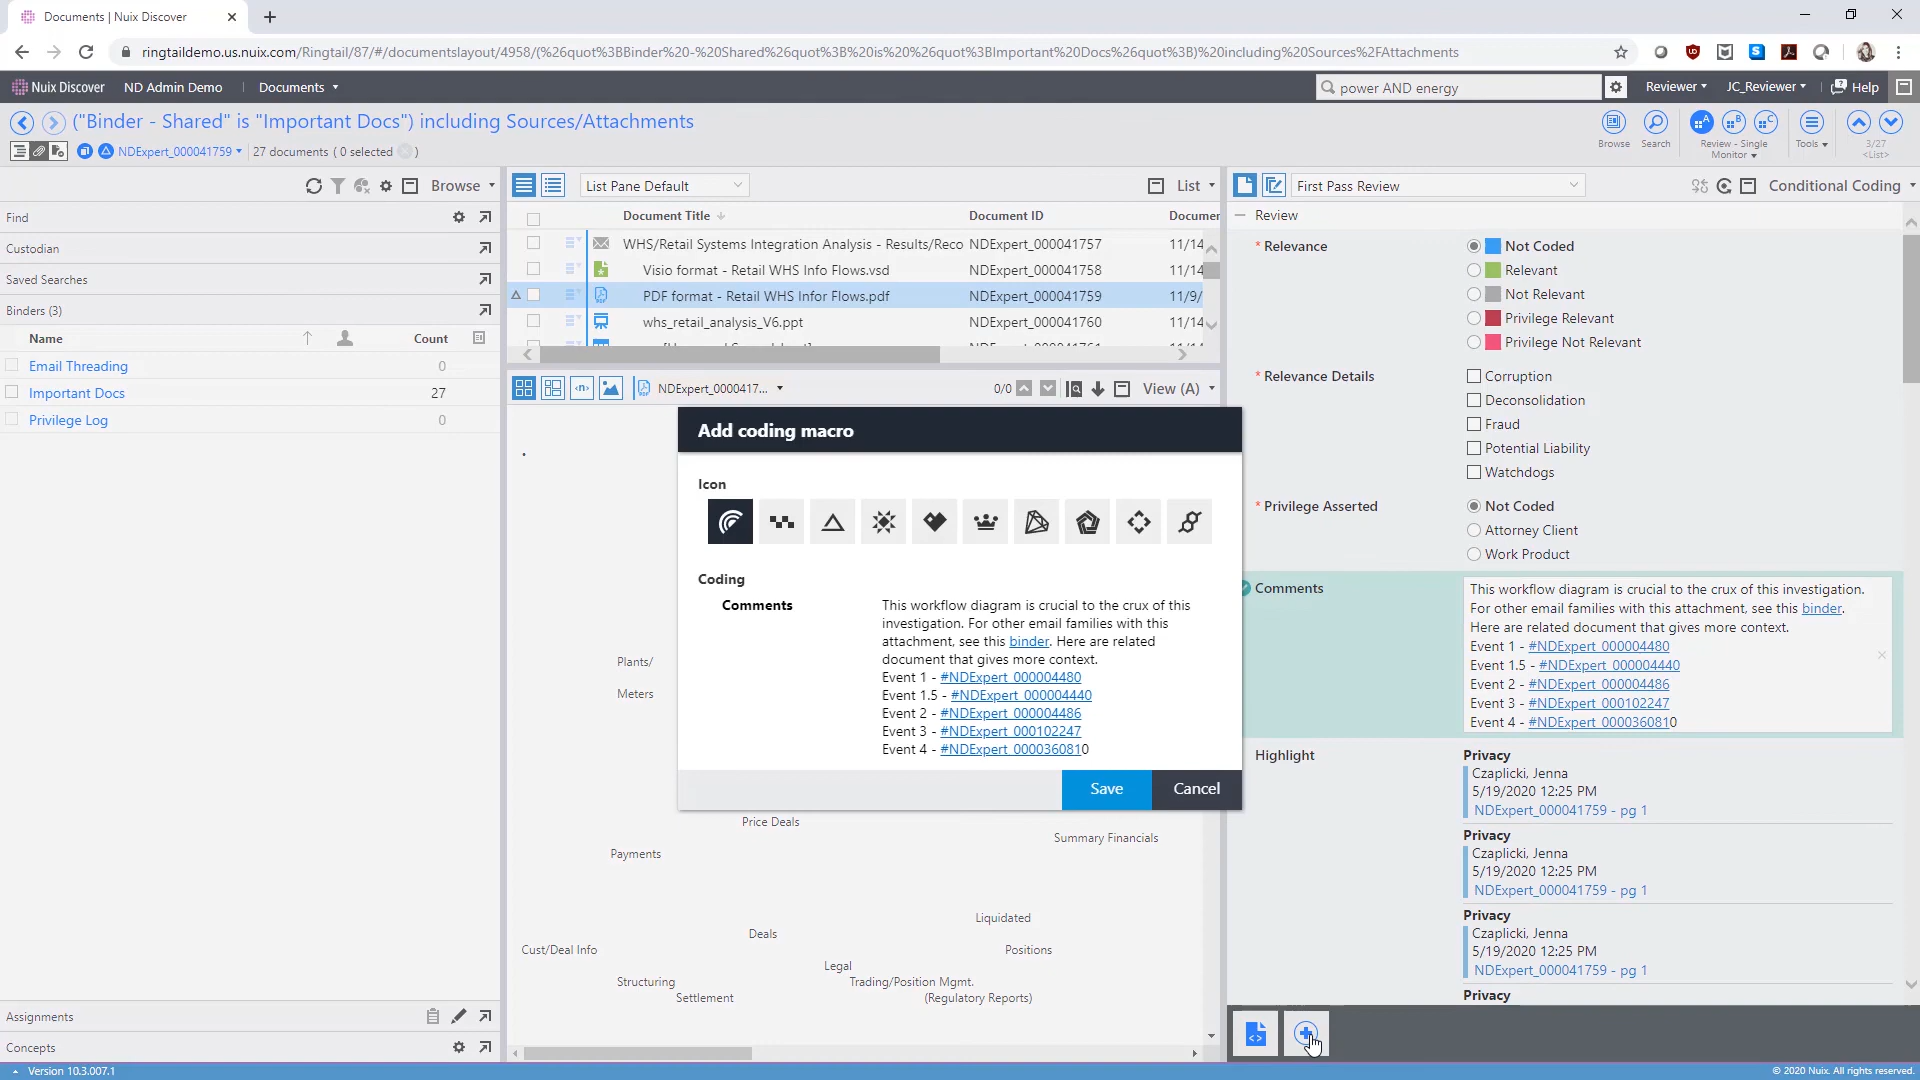 Documents | Nuix Discover
ringtaildemo.us.nuix.com/Ringtail/87/#/documentslayout/4958/(%26quot%3BBinder%20-%20Shared%26quot%3B%20is%20%26quot%3BImportant%20Docs%26quot%3B)%20including%20Sources%2FAttachments
Nuix Discover ND Admin Demo Documents power AND energy Reviewer JC_Reviewer Help
("Binder - Shared" is "Important Docs") including Sources/Attachments
Browse Search Review - Single Monitor Tools 3/27 <List>
NDExpert_000041759 27 documents ( 0 selected )
Browse
Find
Custodian
Saved Searches
Binders (3)
Name Count
Email Threading 0
Important Docs 27
Privilege Log 0
Assignments
Concepts
List Pane Default List
Document Title Document ID Documer
WHS/Retail Systems Integration Analysis - Results/Reco NDExpert_000041757 11/14
Visio format - Retail WHS Info Flows.vsd NDExpert_000041758 11/14
PDF format - Retail WHS Infor Flows.pdf NDExpert_000041759 11/9/
whs_retail_analysis_V6.ppt NDExpert_000041760 11/14
NDExpert_0000417... 0/0 View (A)
Plants/
Meters
Price Deals
Summary Financials
Payments
Liquidated
Deals
Cust/Deal Info
Positions
Legal
Structuring
Trading/Position Mgmt.
Settlement
(Regulatory Reports)
Add coding macro
Icon
Coding
Comments
This workflow diagram is crucial to the crux of this
investigation. For other email families with this
attachment, see this binder. Here are related
document that gives more context.
Event 1 - #NDExpert_000004480
Event 1.5 - #NDExpert_000004440
Event 2 - #NDExpert_000004486
Event 3 - #NDExpert_000102247
Event 4 - #NDExpert_0000360810
Save Cancel
First Pass Review Conditional Coding
Review
* Relevance
Not Coded
Relevant
Not Relevant
Privilege Relevant
Privilege Not Relevant
* Relevance Details
Corruption
Deconsolidation
Fraud
Potential Liability
Watchdogs
* Privilege Asserted
Not Coded
Attorney Client
Work Product
Comments
This workflow diagram is crucial to the crux of this investigation.
For other email families with this attachment, see this binder.
Here are related document that gives more context.
Event 1 - #NDExpert_000004480
Event 1.5 - #NDExpert_000004440
Event 2 - #NDExpert_000004486
Event 3 - #NDExpert_000102247
Event 4 - #NDExpert_0000360810
Highlight
Privacy
Czaplicki, Jenna
5/19/2020 12:25 PM
NDExpert_000041759 - pg 1
Privacy
Czaplicki, Jenna
5/19/2020 12:25 PM
NDExpert_000041759 - pg 1
Privacy
Czaplicki, Jenna
5/19/2020 12:25 PM
NDExpert_000041759 - pg 1
Privacy
Version 10.3.007.1
© 2020 Nuix. All rights reserved.